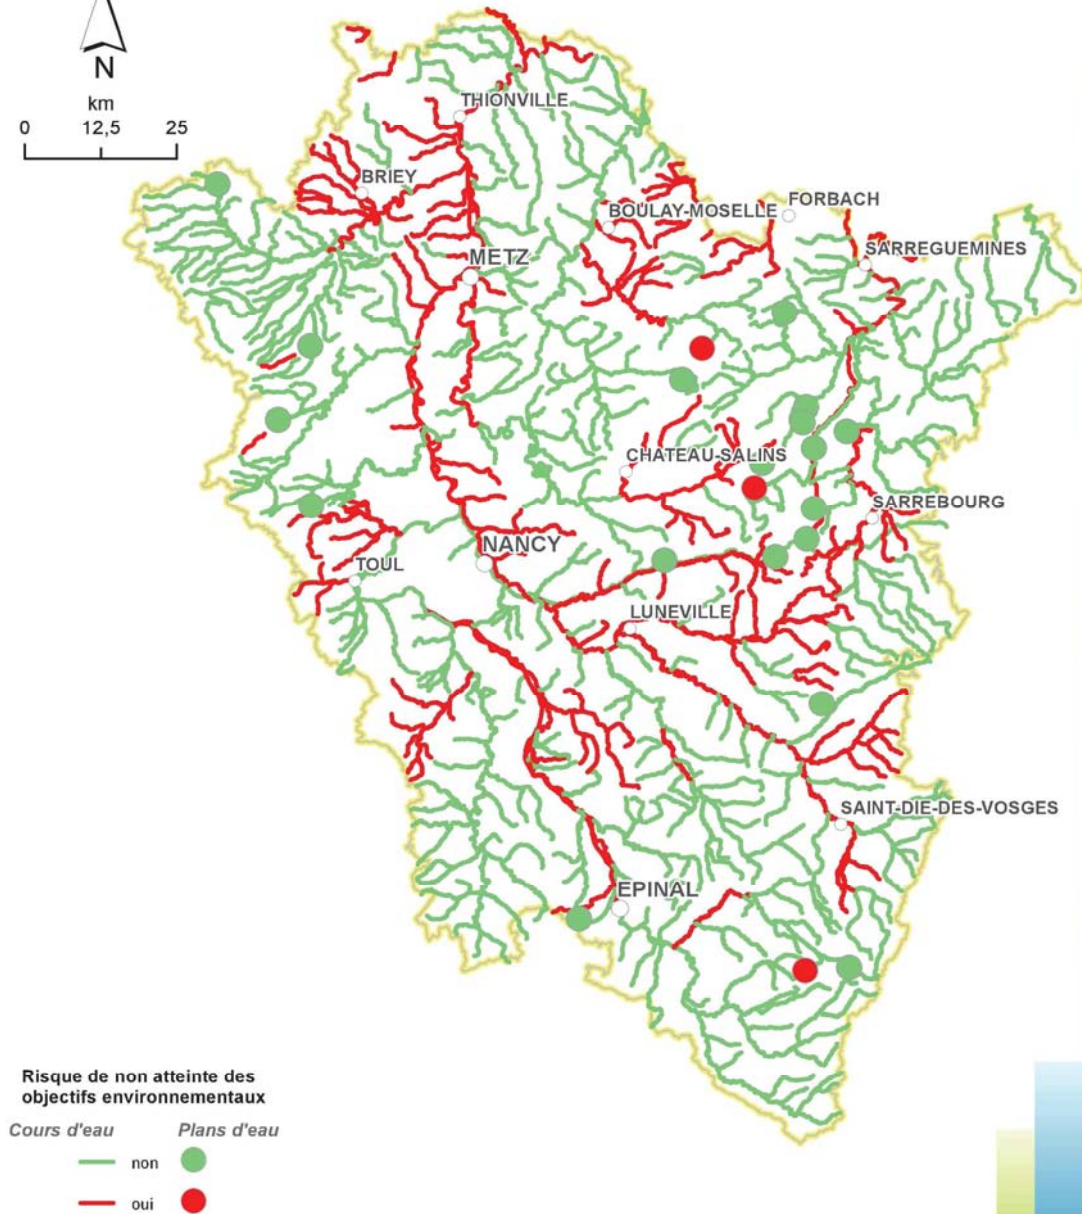 N
km
0 12,5 25
THIONVILLE
BRIEY
BOULAY-MOSELLE
FORBACH
SARREGUEMINES
METZ
CHATEAU-SALINS
SARREBOURG
NANCY
TOUL
LUNEVILLE
SAINT-DIE-DES-VOSGES
EPINAL
Risque de non atteinte des
objectifs environnementaux
Cours d'eau Plans d'eau
non
oui